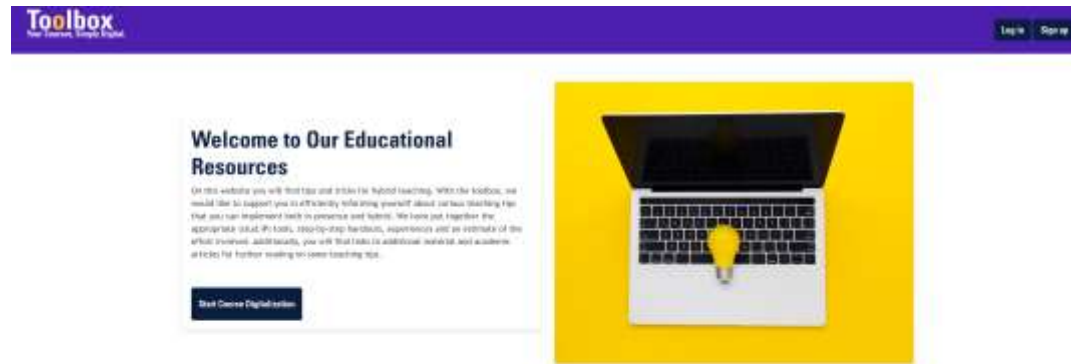 Toolbox
Your Courses, Simply Digital.
Log in Sign up
Welcome to Our Educational
Resources
On this website you will find tips and tricks for hybrid teaching. With the toolbox, we
would like to support you in efficiently informing yourself about various teaching tips
that you can implement both in presence and hybrid. We have put together the
appropriate tools, step-by-step handouts, experiences and an estimate of the
effort involved. Additionally, you will find links to additional material and academic
articles for further reading on some teaching tips.
Start Course Digitalization